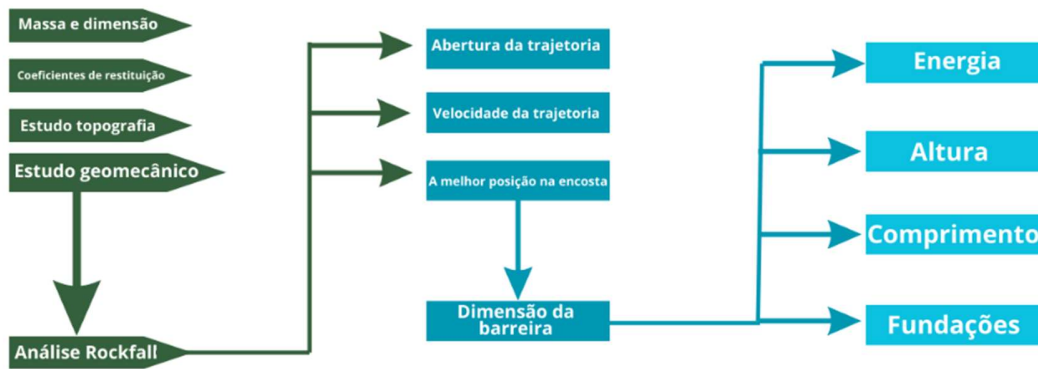 Massa e dimensão
Coeficientes de restituição
Estudo topografia
Estudo geomecânico
Análise Rockfall
Abertura da trajetoria
Velocidade da trajetoria
A melhor posição na encosta
Dimensão da
barreira
Energia
Altura
Comprimento
Fundações